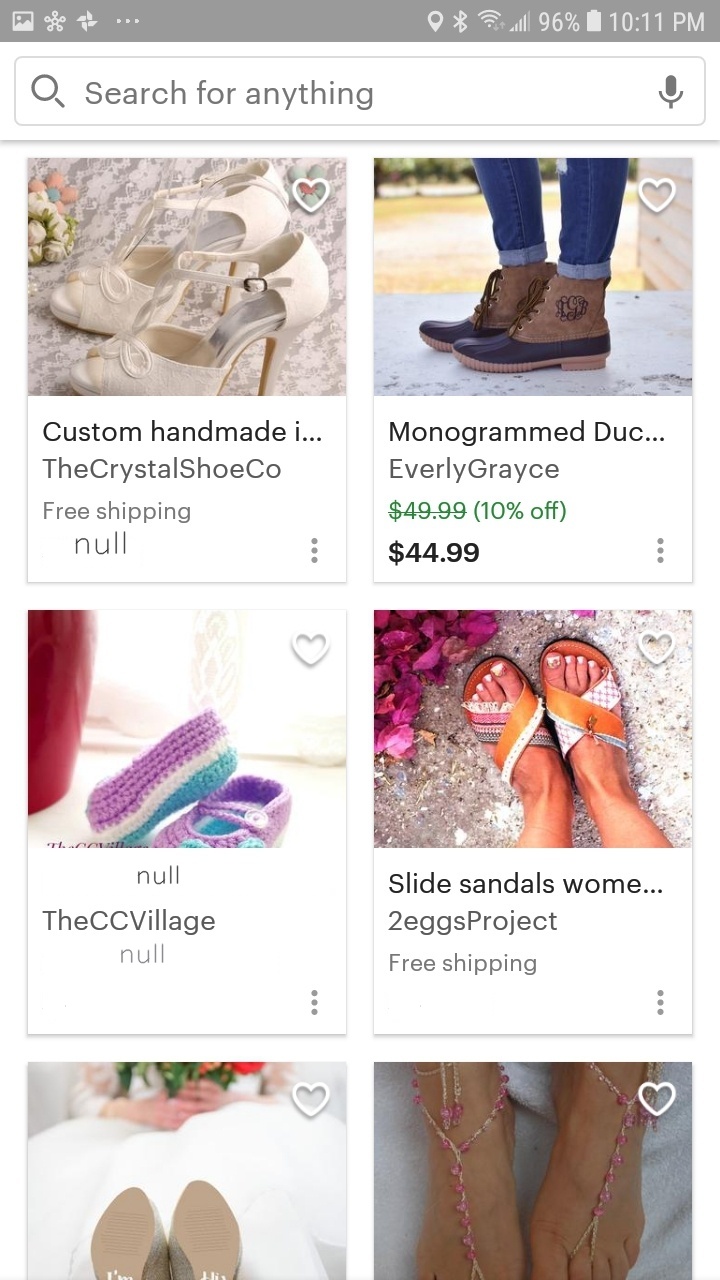 96% 10:11 PM
Search for anything
Custom handmade i...
TheCrystalShoeCo
Free shipping
null
Monogrammed Duc...
EverlyGrayce
$49.99 (10% off)
$44.99
TheCCVillage
null
TheCCVillage
null
Slide sandals wome...
2eggsProject
Free shipping
I'm